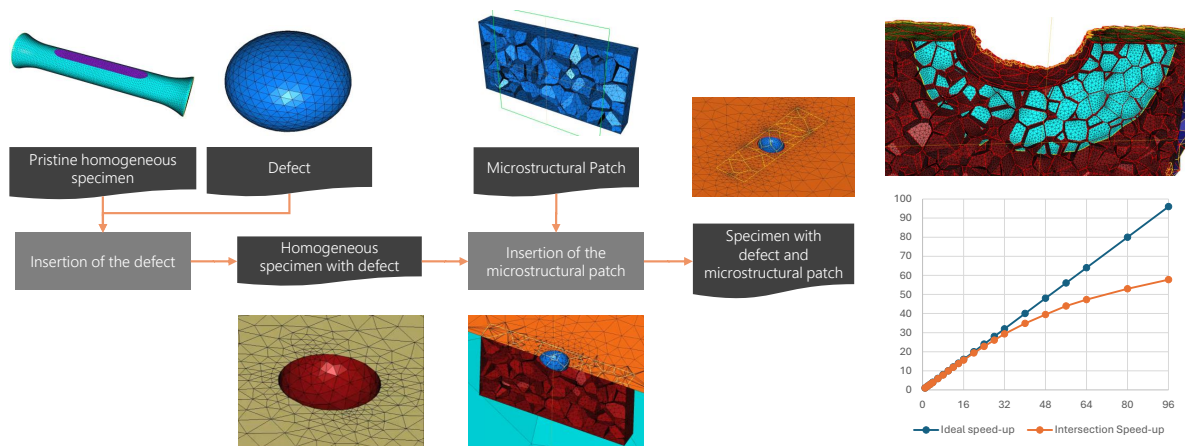 Pristine homogeneous
specimen
Defect
Microstructural Patch
Insertion of the defect
Homogeneous
specimen with defect
Insertion of the
microstructural patch
Specimen with
defect and
microstructural patch
100
90
80
70
60
50
40
30
20
10
0
0 16 32 48 64 80 96
Ideal speed-up Intersection Speed-up